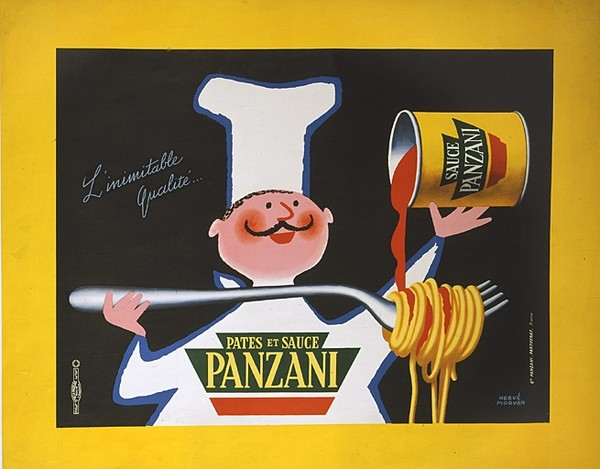 L'inimitable
qualité...
SAUCE
PANZANI
PATES ET SAUCE
PANZANI
HERVÉ
MORVAN